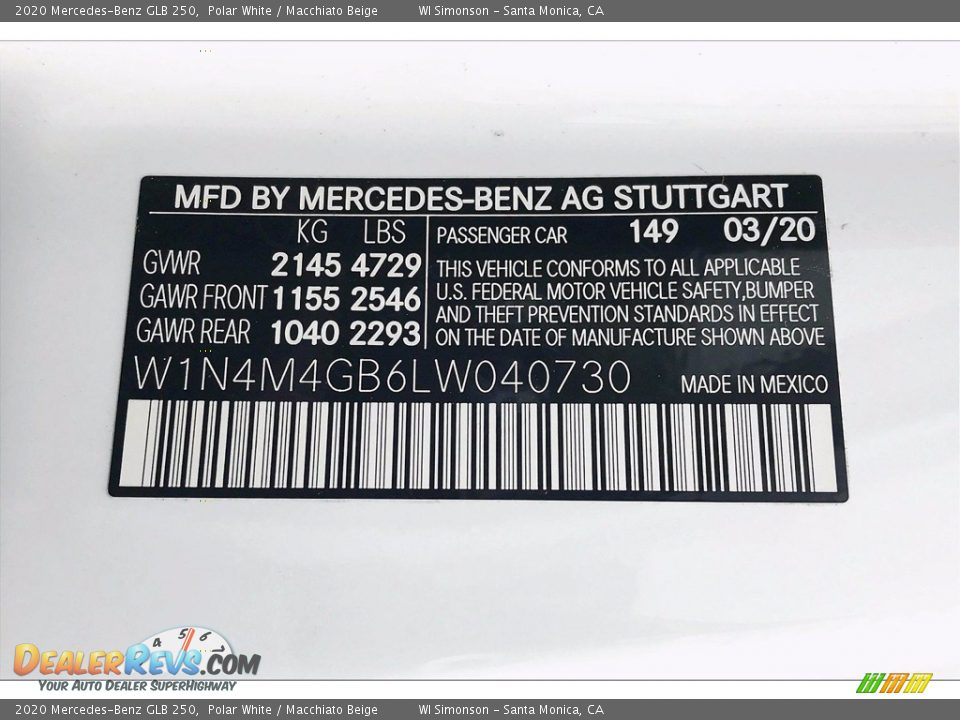 2020 Mercedes-Benz GLB 250,  Polar White / Macchiato Beige        WI Simonson - Santa Monica, CA
MFD BY MERCEDES-BENZ AG STUTTGART
KG LBS
GVWR 2145 4729
GAWR FRONT 1155 2546
GAWR REAR 1040 2293
PASSENGER CAR 149 03/20
THIS VEHICLE CONFORMS TO ALL APPLICABLE
U.S. FEDERAL MOTOR VEHICLE SAFETY,BUMPER
AND THEFT PREVENTION STANDARDS IN EFFECT
ON THE DATE OF MANUFACTURE SHOWN ABOVE
W1N4M4GB6LW040730 MADE IN MEXICO
4 5 6 7
DEALERREVS.COM
YOUR AUTO DEALER SUPERHIGHWAY
2020 Mercedes-Benz GLB 250,  Polar White / Macchiato Beige        WI Simonson - Santa Monica, CA